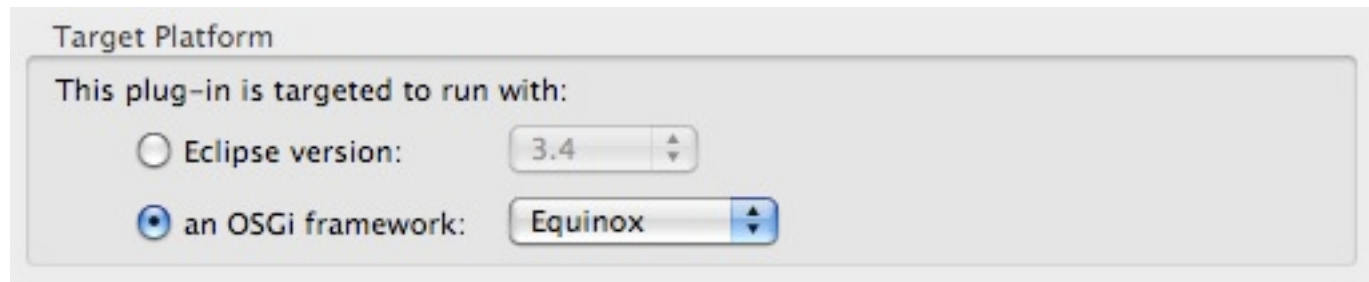 Target Platform
This plug-in is targeted to run with:
Eclipse version: 3.4
an OSGi framework: Equinox